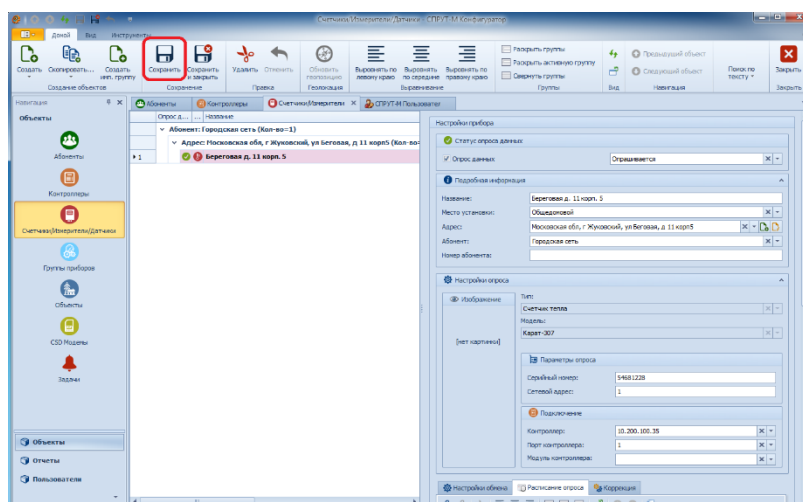 Счетчики/Измерители/Датчики - СПРУТ-М Конфигуратор
Домой Вид Инструменты
Создать Скопировать... Создать имп. группу Сохранить Сохранить и закрыть Удалить Отменить Обновить геолокацию Выровнять по левому краю Выровнять по середине Выровнять по правому краю
Раскрыть группы
Раскрыть активную группу
Свернуть группы
Предыдущий объект
Следующий объект
Поиск по тексту
Закрыть
Создание объектов Сохранение Правка Геолокация Выравнивание Группы Вид Навигация Закрыть
Навигация
Абоненты Контроллеры Счетчики/Измерители СПРУТ-М Пользовател
Объекты
Абоненты
Контроллеры
Счетчики/Измерители/Датчики
Группы приборов
Объекты
CSD Модемы
Задачи
Объекты
Отчеты
Пользователи
Опрос д... ... Название
Абонент: Городская сеть (Кол-во=1)
Адрес: Московская обл, г Жуковский, ул Беговая, д 11 корп5 (Кол-во=
1 Береговая д. 11 корп. 5
Настройки прибора
Статус опроса данных
Опрос данных Опрашивается
Подробная информация
Название: Береговая д. 11 корп. 5
Место установки: Общедомовой
Адрес: Московская обл, г Жуковский, ул Беговая, д 11 корп5
Абонент: Городская сеть
Номер абонента:
Настройки опроса
Изображение
[нет картинки]
Тип:
Счетчик тепла
Модель:
Карат-307
Параметры опроса
Серийный номер: 54681228
Сетевой адрес: 1
Подключение
Контроллер: 10.200.100.35
Порт контроллера: 1
Модуль контроллера:
Настройки обмена Расписание опроса Коррекция